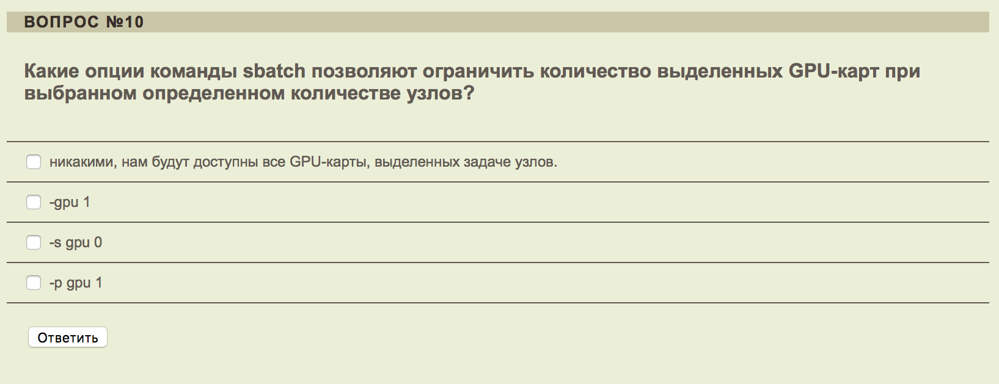 ВОПРОС №10
Какие опции команды sbatch позволяют ограничить количество выделенных GPU-карт при
выбранном определенном количестве узлов?
никакими, нам будут доступны все GPU-карты, выделенных задаче узлов.
-gpu 1
-s gpu 0
-p gpu 1
Ответить